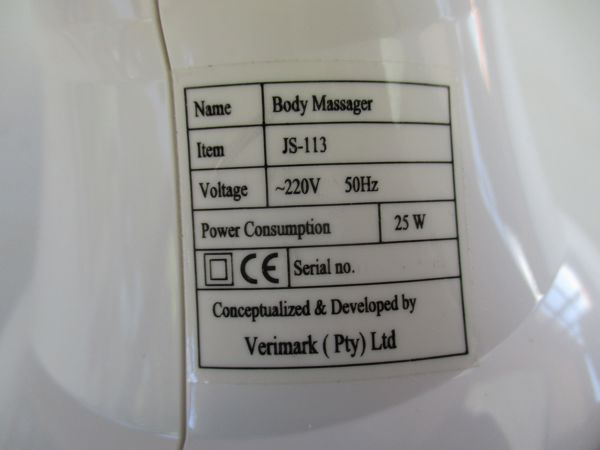 Name Body Massager
Item JS-113
Voltage ~220V 50Hz
Power Consumption 25 W
CE Serial no.
Conceptualized & Developed by
Verimark ( Pty) Ltd